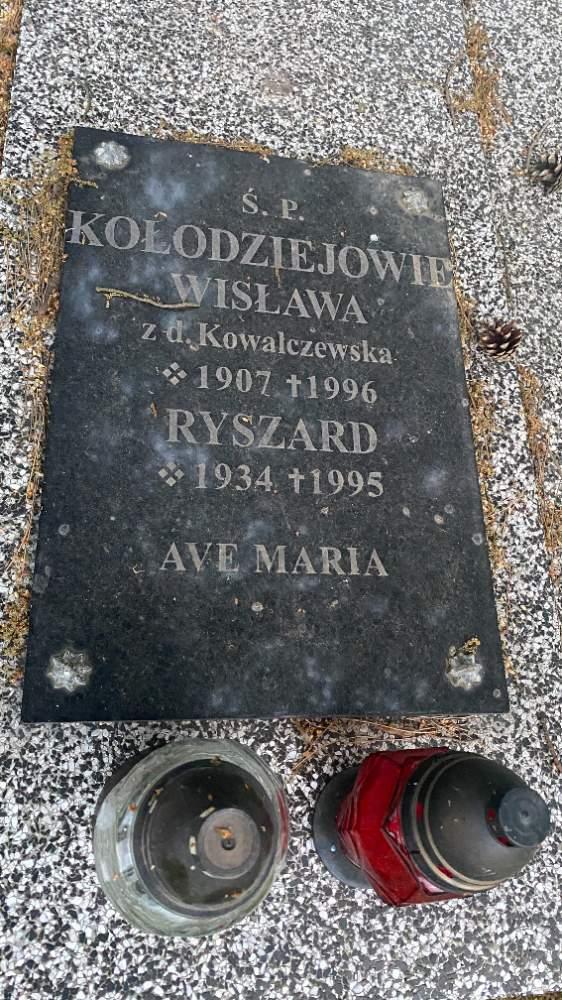 Ś. P.
KOŁODZIEJOWIE
WISŁAWA
z d. Kowalczewska
❖ 1907 †1996
RYSZARD
❖ 1934 †1995
AVE MARIA